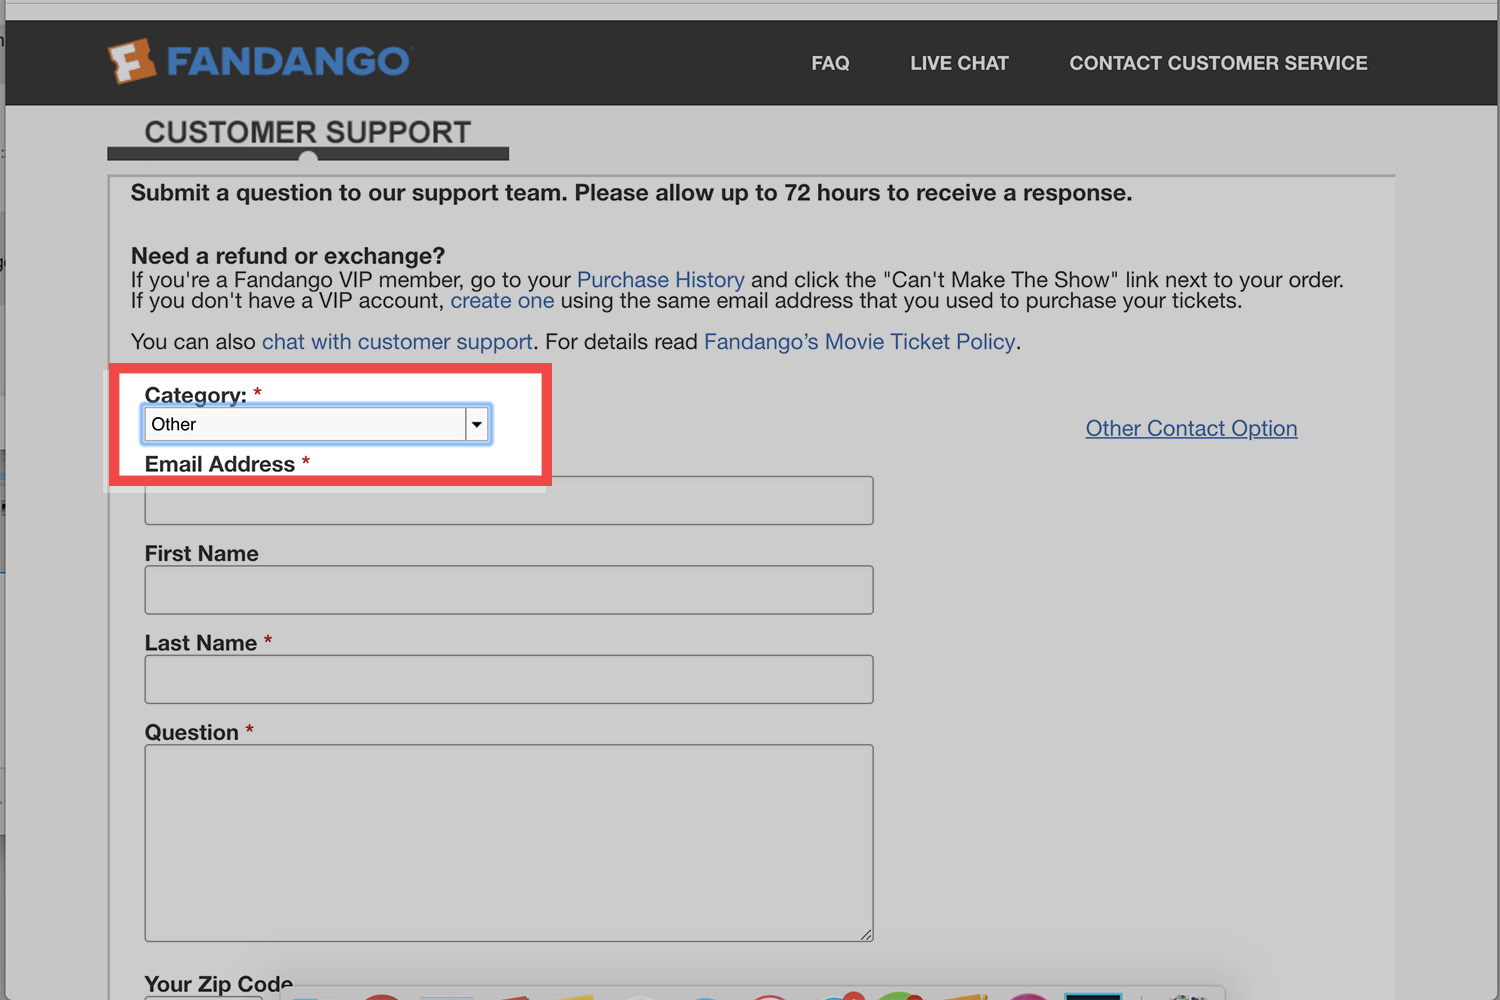 FANDANGO
FAQ LIVE CHAT CONTACT CUSTOMER SERVICE
CUSTOMER SUPPORT
Submit a question to our support team. Please allow up to 72 hours to receive a response.
Need a refund or exchange?
If you're a Fandango VIP member, go to your Purchase History and click the "Can't Make The Show" link next to your order.
If you don't have a VIP account, create one using the same email address that you used to purchase your tickets.
You can also chat with customer support. For details read Fandango’s Movie Ticket Policy.
Category: *
Other
Other Contact Option
Email Address *
First Name
Last Name *
Question *
Your Zip Code